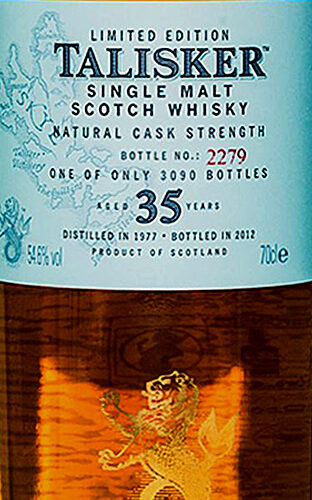 LIMITED EDITION
TALISKER™
SINGLE MALT
SCOTCH WHISKY
NATURAL CASK STRENGTH
BOTTLE NO.: 2279
ONE OF ONLY 3090 BOTTLES
AGED 35 YEARS
DISTILLED IN 1977 • BOTTLED IN 2012
54.6% vol PRODUCT OF SCOTLAND 70cl e